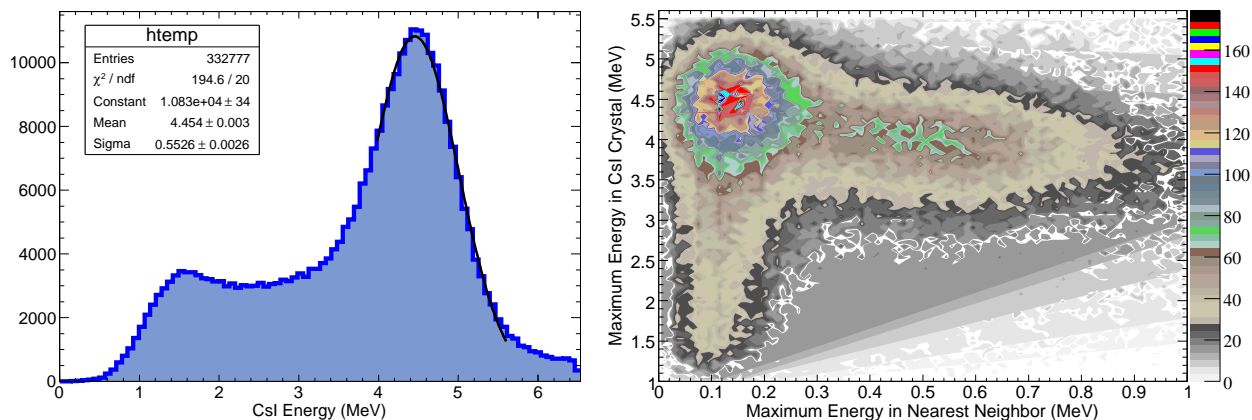 htemp
Entries 332777
χ² / ndf 194.6 / 20
Constant 1.083e+04 ± 34
Mean 4.454 ± 0.003
Sigma 0.5526 ± 0.0026
10000
8000
6000
4000
2000
0
0 1 2 3 4 5 6
CsI Energy (MeV)
Maximum Energy in CsI Crystal (MeV)
5.5
5
4.5
4
3.5
3
2.5
2
1.5
1
0 0.1 0.2 0.3 0.4 0.5 0.6 0.7 0.8 0.9 1
Maximum Energy in Nearest Neighbor (MeV)
160
140
120
100
80
60
40
20
0